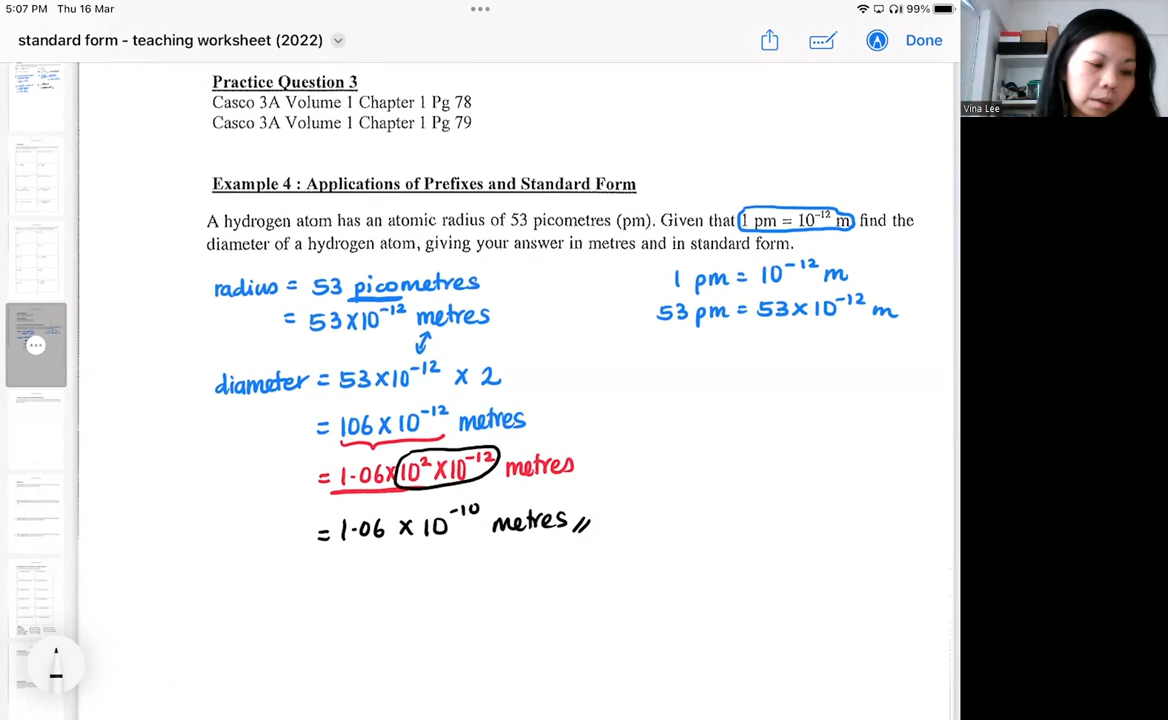 5:07 PM Thu 16 Mar
99%
standard form - teaching worksheet (2022)
Done
Vina Lee
Practice Question 3
Casco 3A Volume 1 Chapter 1 Pg 78
Casco 3A Volume 1 Chapter 1 Pg 79
Example 4 : Applications of Prefixes and Standard Form
A hydrogen atom has an atomic radius of 53 picometres (pm). Given that 1 pm = 10⁻¹² m find the
diameter of a hydrogen atom, giving your answer in metres and in standard form.
radius = 53 picometres
= 53×10⁻¹² metres
1 pm = 10⁻¹² m
53 pm = 53×10⁻¹² m
diameter = 53×10⁻¹² × 2
= 106×10⁻¹² metres
= 1.06×10²×10⁻¹² metres
= 1.06 × 10⁻¹⁰ metres //